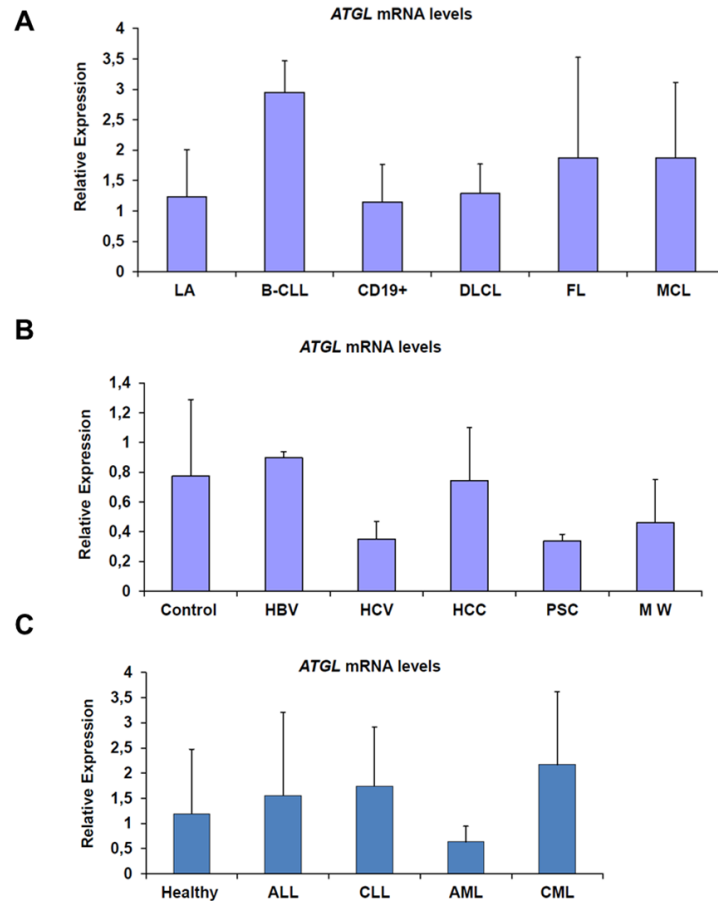 A
ATGL mRNA levels
Relative Expression
4
3,5
3
2,5
2
1,5
1
0,5
0
LA B-CLL CD19+ DLCL FL MCL
B
ATGL mRNA levels
Relative Expression
1,4
1,2
1
0,8
0,6
0,4
0,2
0
Control HBV HCV HCC PSC M W
C
ATGL mRNA levels
Relative Expression
4
3,5
3
2,5
2
1,5
1
0,5
0
Healthy ALL CLL AML CML